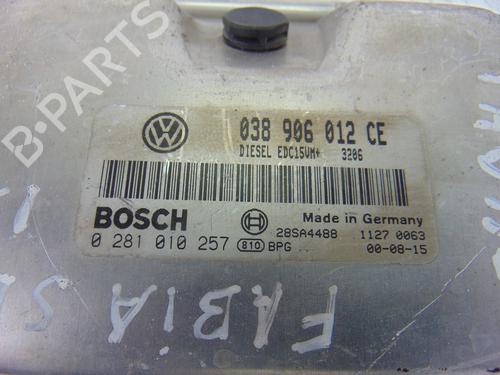 B-PARTS
038 906 012 CE
DIESEL EDC15VM+ 3206
BOSCH
Made in Germany
0 281 010 257 810 BPG 28SA4488 1127 0063
00-08-15
FABIA